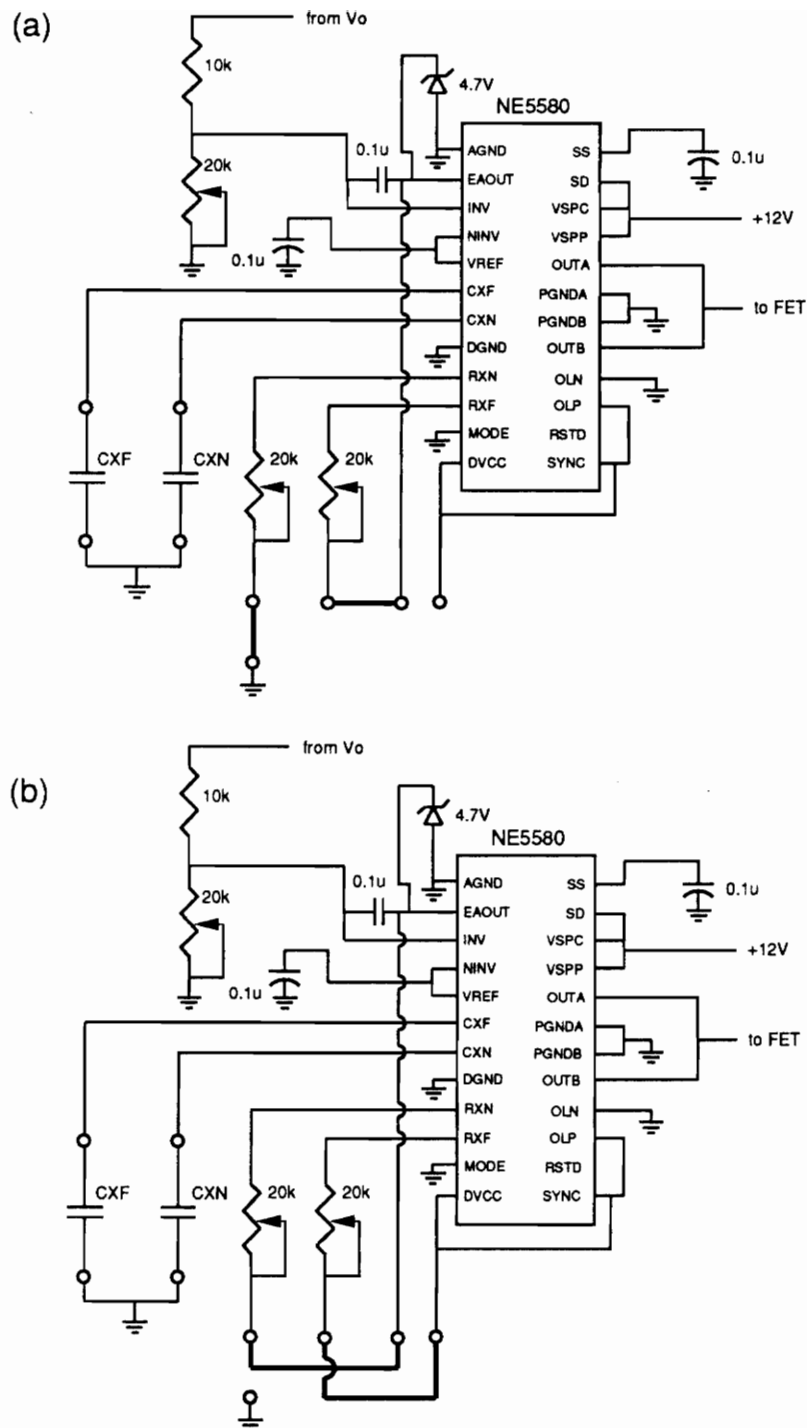 (a)
from Vo
10k
4.7V
NE5580
20k
0.1u
AGND
SS
0.1u
EAOUT
SD
INV
VSPC
+12V
NINV
VSPP
0.1u
VREF
OUTA
CXF
PGNDA
to FET
CXN
PGNDB
DGND
OUTB
RXN
OLN
RXF
OLP
MODE
RSTD
DVCC
SYNC
CXF
CXN
20k
20k
from Vo
(b)
10k
4.7V
NE5580
20k
0.1u
AGND
SS
0.1u
EAOUT
SD
INV
VSPC
+12V
NINV
VSPP
0.1u
VREF
OUTA
CXF
PGNDA
to FET
CXN
PGNDB
DGND
OUTB
RXN
OLN
RXF
OLP
MODE
RSTD
DVCC
SYNC
CXF
CXN
20k
20k